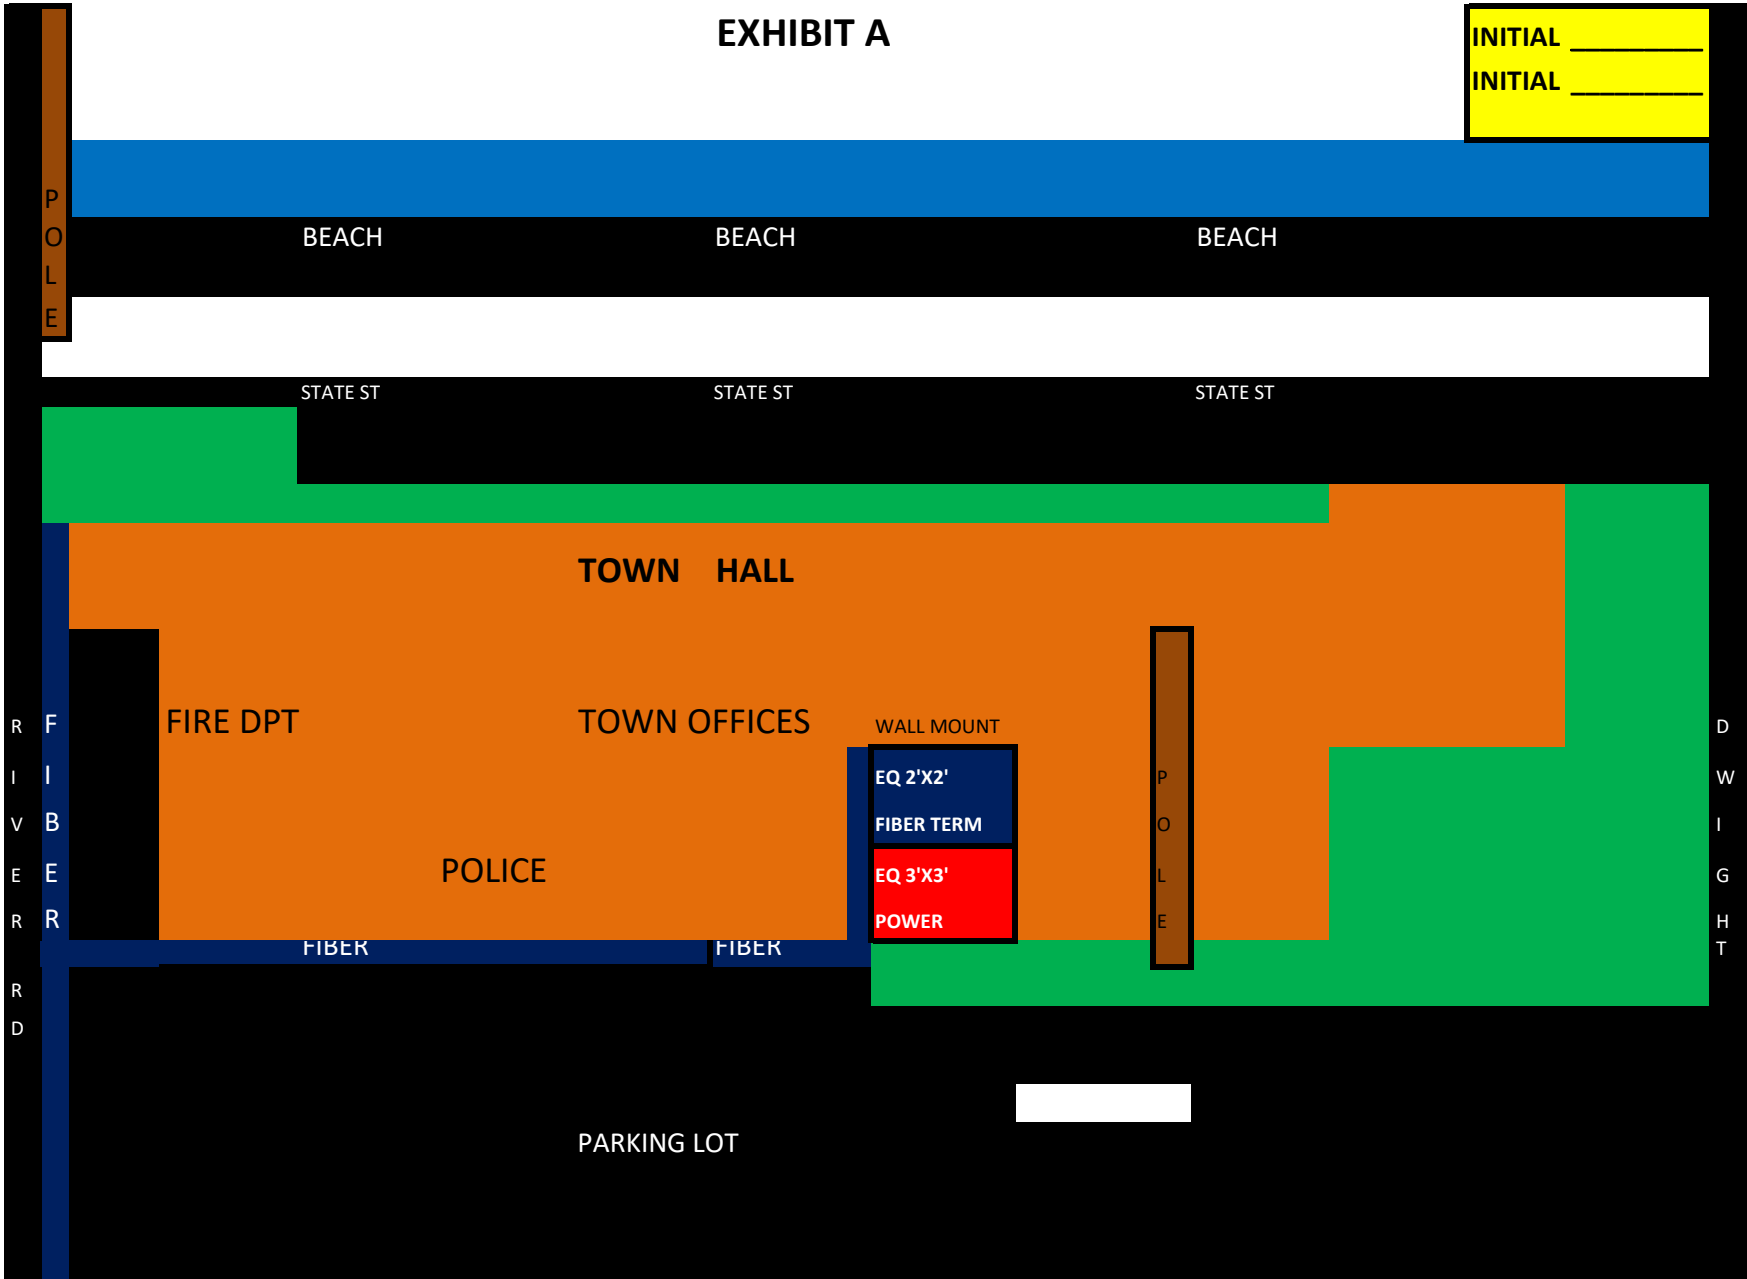 EXHIBIT A
INITIAL _________
INITIAL _________
POLE
BEACH BEACH BEACH
STATE ST STATE ST STATE ST
TOWN HALL
RIVER RD
FIBER
FIRE DPT TOWN OFFICES WALL MOUNT
EQ 2'X2'
FIBER TERM
POLICE
EQ 3'X3'
POWER
POLE
DWIGHT
FIBER FIBER
PARKING LOT